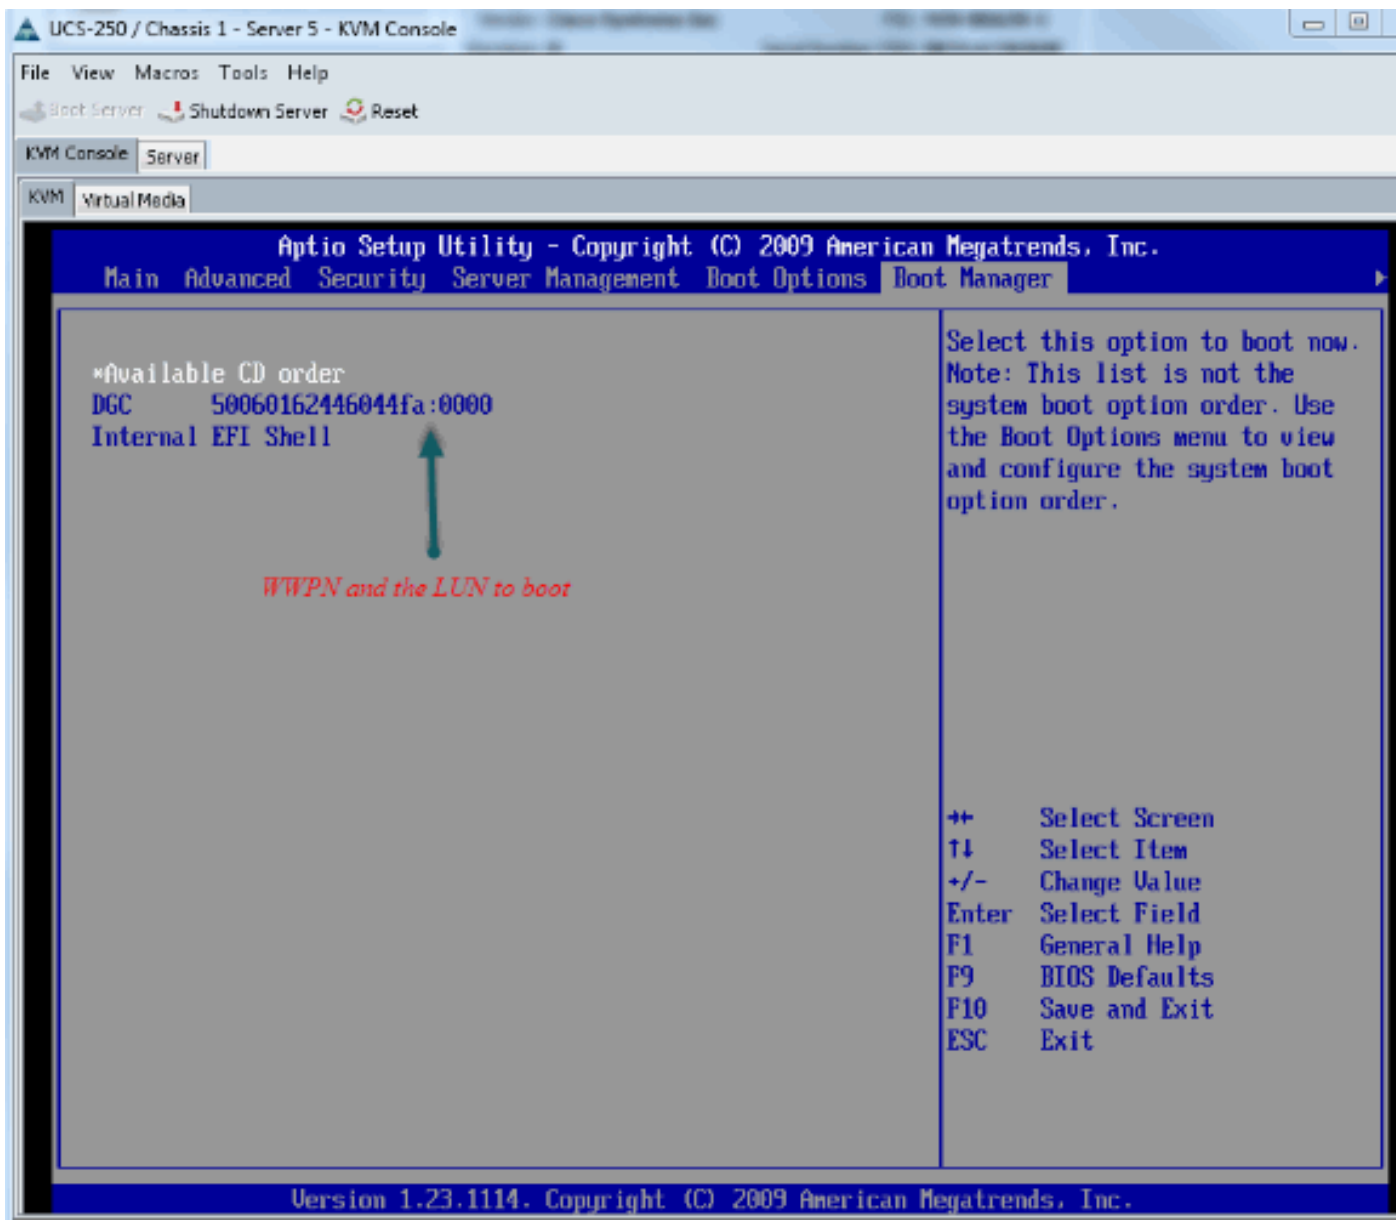 UCS-250 / Chassis 1 - Server 5 - KVM Console
File View Macros Tools Help
Boot Server Shutdown Server Reset
KVM Console Server
KVM Virtual Media
Aptio Setup Utility - Copyright (C) 2009 American Megatrends, Inc.
Main Advanced Security Server Management Boot Options Boot Manager
*Available CD order
DGC 50060162446044fa:0000
Internal EFI Shell
WWPN and the LUN to boot
Select this option to boot now.
Note: This list is not the
system boot option order. Use
the Boot Options menu to view
and configure the system boot
option order.
→← Select Screen
↑↓ Select Item
+/- Change Value
Enter Select Field
F1 General Help
F9 BIOS Defaults
F10 Save and Exit
ESC Exit
Version 1.23.1114. Copyright (C) 2009 American Megatrends, Inc.